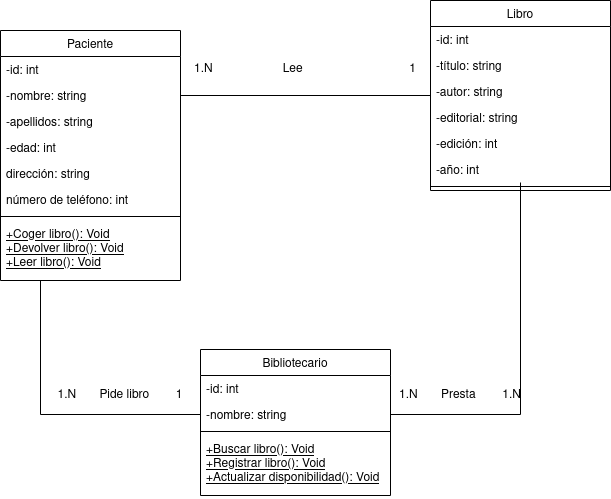 Paciente
-id: int
-nombre: string
-apellidos: string
-edad: int
dirección: string
número de teléfono: int
+Coger libro(): Void
+Devolver libro(): Void
+Leer libro(): Void
1.N
Lee
1
Libro
-id: int
-título: string
-autor: string
-editorial: string
-edición: int
-año: int
1.N
Pide libro
1
Bibliotecario
-id: int
-nombre: string
+Buscar libro(): Void
+Registrar libro(): Void
+Actualizar disponibilidad(): Void
1.N
Presta
1.N